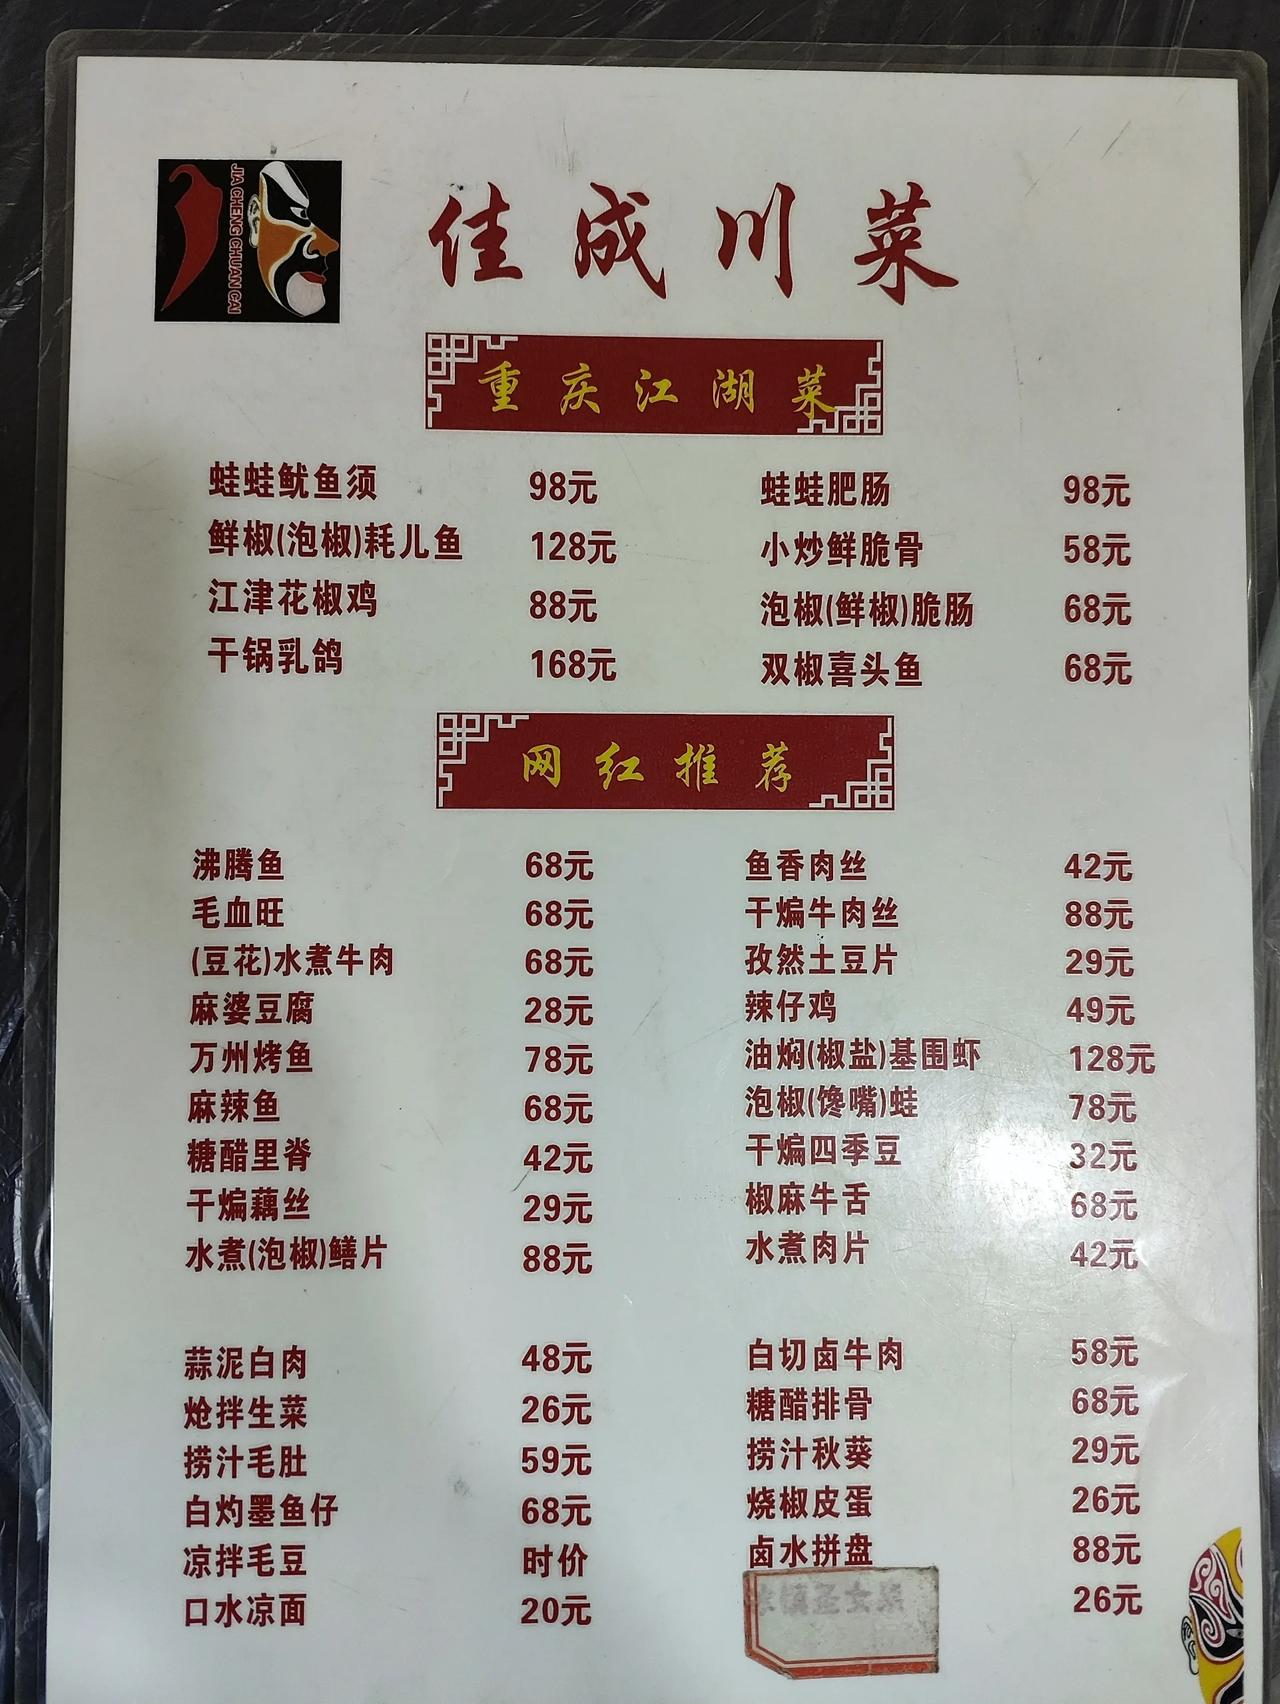 JIA CHENG CHUAN CAI
佳成川菜
重庆江湖菜
蛙蛙鱿鱼须 98元 蛙蛙肥肠 98元
鲜椒(泡椒)耗儿鱼 128元 小炒鲜脆骨 58元
江津花椒鸡 88元 泡椒(鲜椒)脆肠 68元
干锅乳鸽 168元 双椒喜头鱼 68元
网红推荐
沸腾鱼 68元 鱼香肉丝 42元
毛血旺 68元 干煸牛肉丝 88元
(豆花)水煮牛肉 68元 孜然土豆片 29元
麻婆豆腐 28元 辣仔鸡 49元
万州烤鱼 78元 油焖(椒盐)基围虾 128元
麻辣鱼 68元 泡椒(馋嘴)蛙 78元
糖醋里脊 42元 干煸四季豆 32元
干煸藕丝 29元 椒麻牛舌 68元
水煮(泡椒)鳝片 88元 水煮肉片 42元
蒜泥白肉 48元 白切卤牛肉 58元
炝拌生菜 26元 糖醋排骨 68元
捞汁毛肚 59元 捞汁秋葵 29元
白灼墨鱼仔 68元 烧椒皮蛋 26元
凉拌毛豆 时价 卤水拼盘 88元
口水凉面 20元 26元